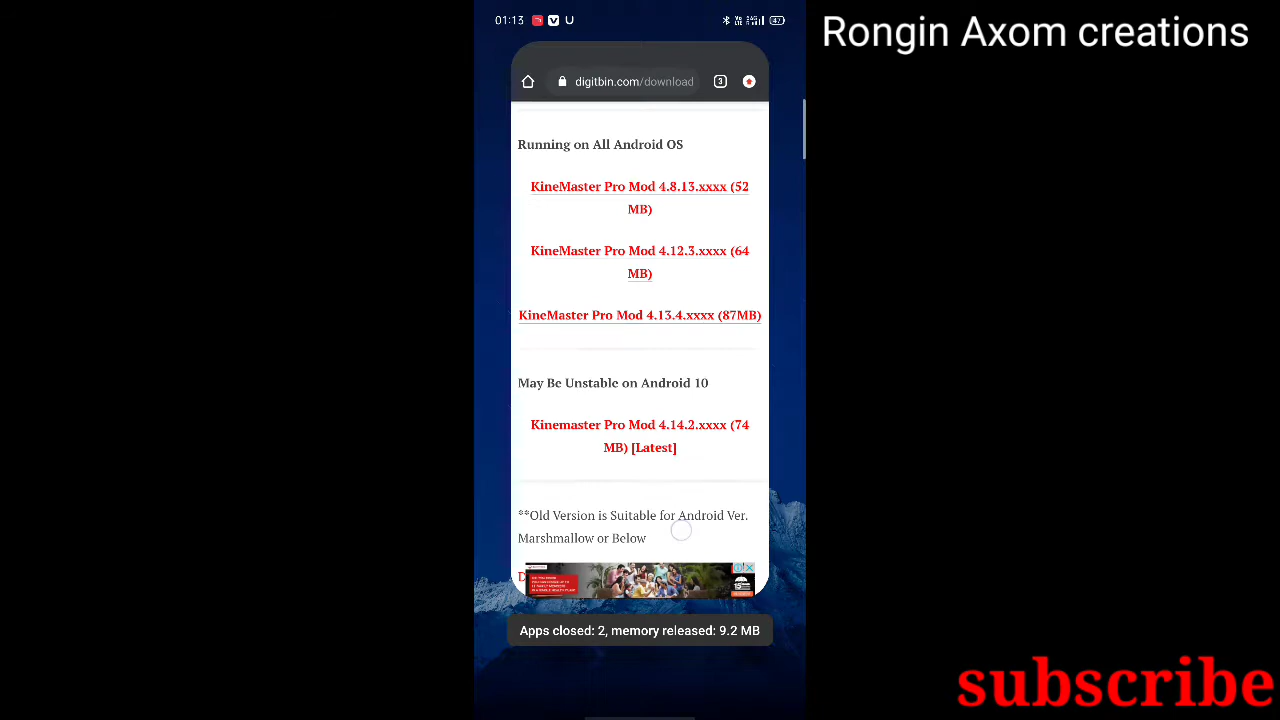 01:13
Rongin Axom creations
digitbin.com/download
3
Running on All Android OS
KineMaster Pro Mod 4.8.13.xxxx (52
MB)
KineMaster Pro Mod 4.12.3.xxxx (64
MB)
KineMaster Pro Mod 4.13.4.xxxx (87MB)
May Be Unstable on Android 10
Kinemaster Pro Mod 4.14.2.xxxx (74
MB) [Latest]
**Old Version is Suitable for Android Ver.
Marshmallow or Below
D
Apps closed: 2, memory released: 9.2 MB
subscribe